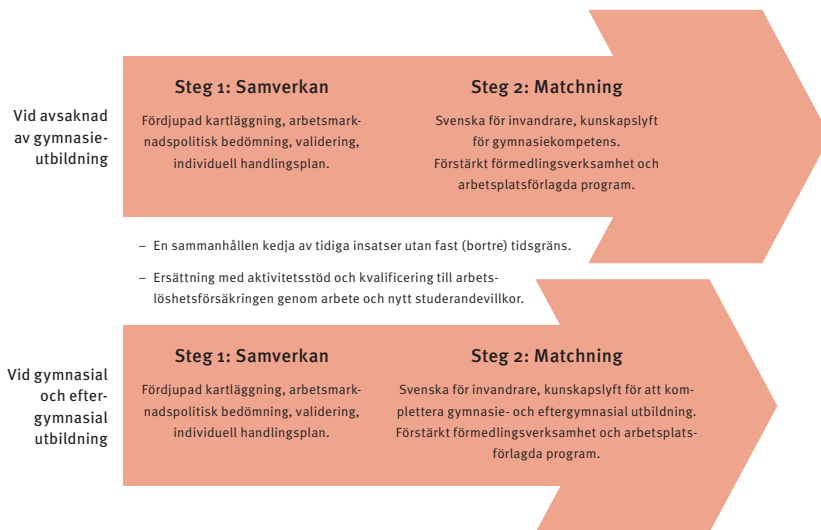 Vid avsaknad
av gymnasie-
utbildning
Steg 1: Samverkan
Fördjupad kartläggning, arbetsmark-
nadspolitisk bedömning, validering,
individuell handlingsplan.
Steg 2: Matchning
Svenska för invandrare, kunskapslyft
för gymnasiekompetens.
Förstärkt förmedlingsverksamhet och
arbetsplatsförlagda program.
– En sammanhållen kedja av tidiga insatser utan fast (bortre) tidsgräns.
– Ersättning med aktivitetsstöd och kvalificering till arbets-
löshetsförsäkringen genom arbete och nytt studerandevillkor.
Vid gymnasial
och efter-
gymnasial
utbildning
Steg 1: Samverkan
Fördjupad kartläggning, arbetsmark-
nadspolitisk bedömning, validering,
individuell handlingsplan.
Steg 2: Matchning
Svenska för invandrare, kunskapslyft för att kom-
plettera gymnasie- och eftergymnasial utbildning.
Förstärkt förmedlingsverksamhet och arbetsplats-
förlagda program.